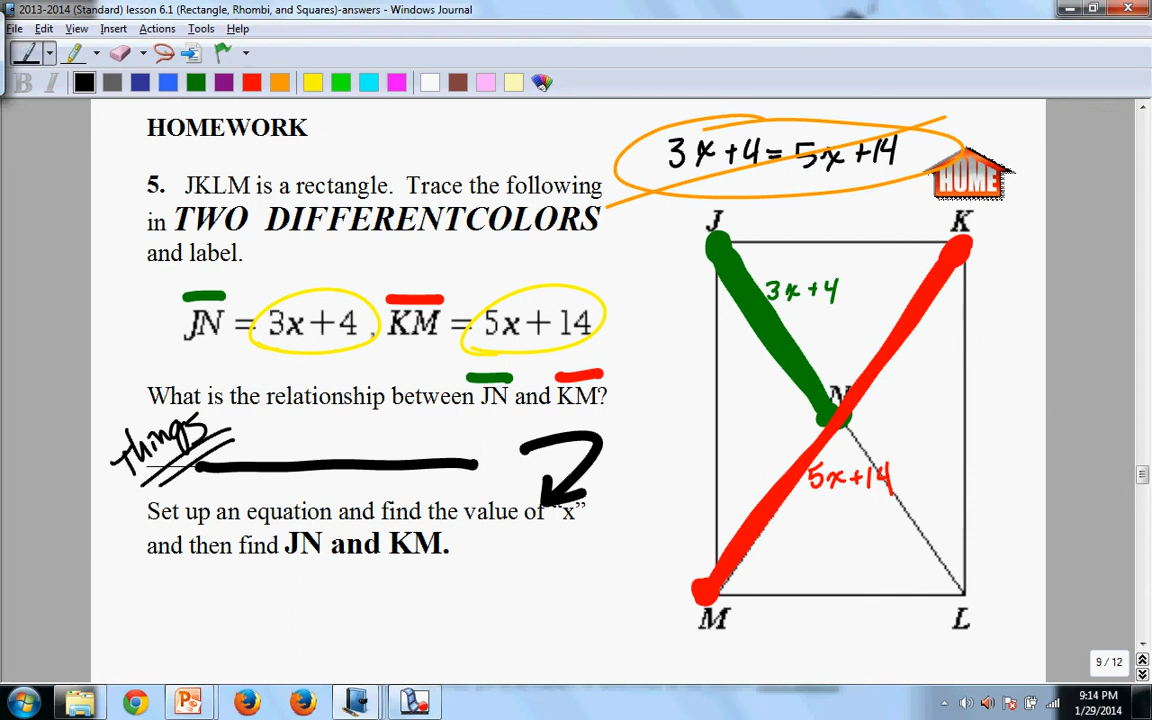 2013-2014 (Standard) lesson 6.1 (Rectangle, Rhombi, and Squares)-answers - Windows Journal
File Edit View Insert Actions Tools Help
B I
HOMEWORK
3x+4=5x+14
HOME
5. JKLM is a rectangle. Trace the following
in TWO DIFFERENTCOLORS
and label.
J K
3x+4
JN = 3x+4 , KM = 5x+14
What is the relationship between JN and KM?
N
Things
5x+14
Set up an equation and find the value of "x"
and then find JN and KM.
M L
9 / 12
9:14 PM
1/29/2014